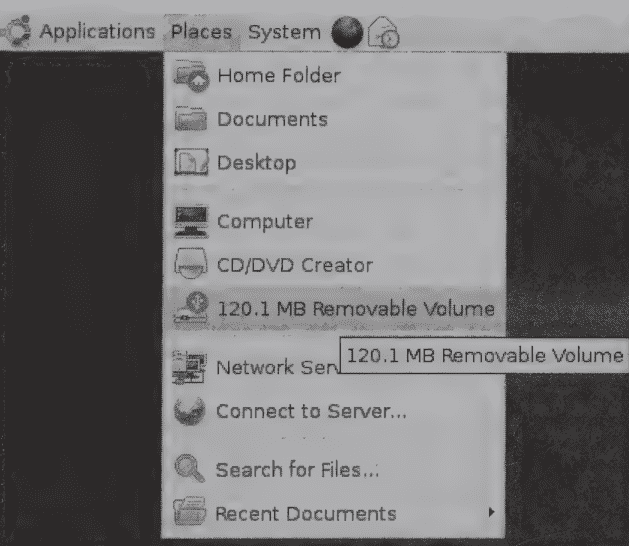 Applications Places System
Home Folder
Documents
Desktop
Computer
CD/DVD Creator
120.1 MB Removable Volume
120.1 MB Removable Volume
Network Ser
Connect to Server...
Search for Files...
Recent Documents